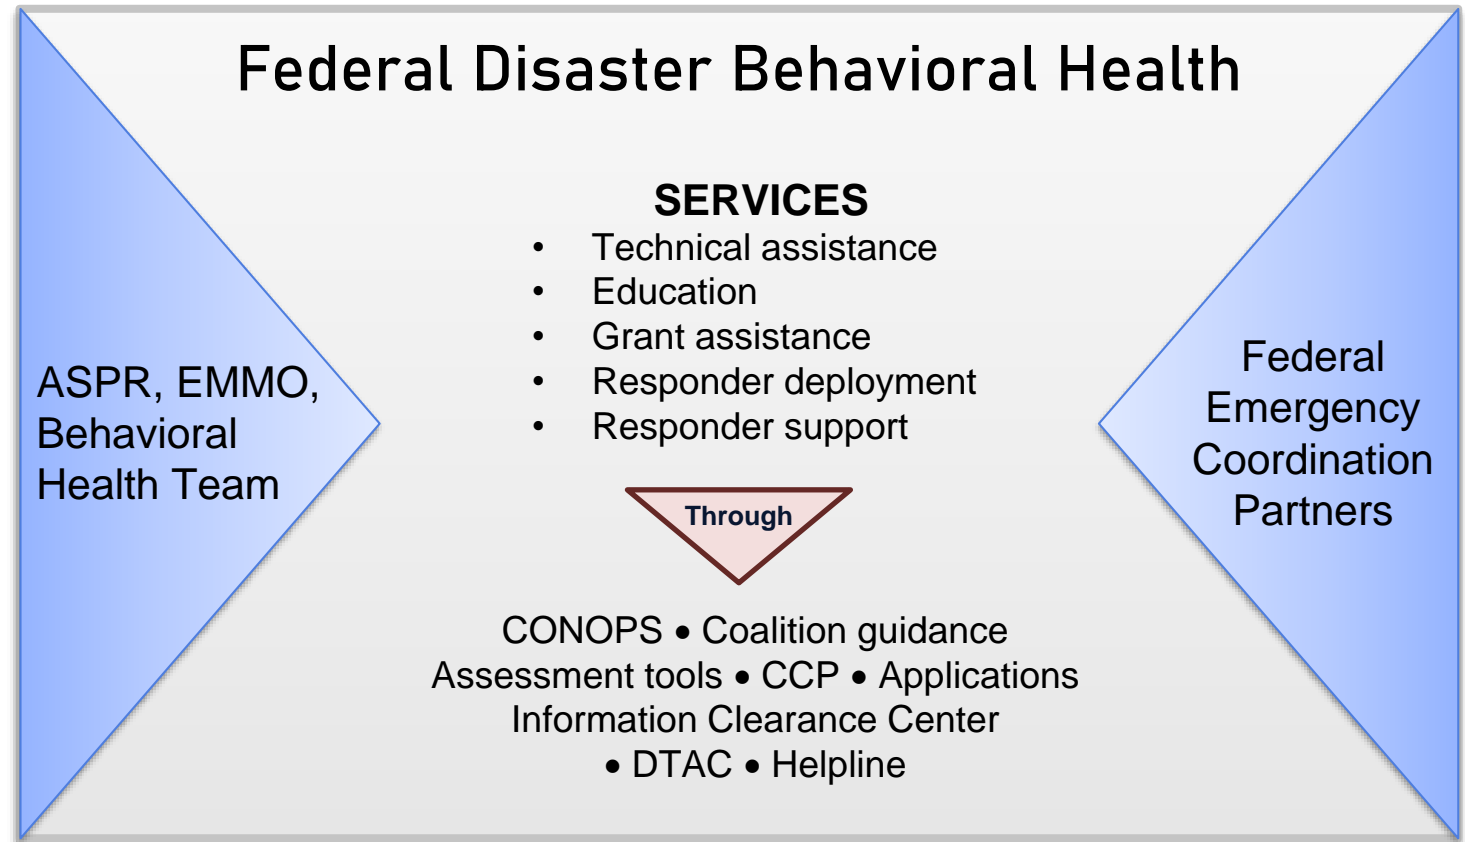 Federal Disaster Behavioral Health
ASPR, EMMO,
Behavioral
Health Team
SERVICES
• Technical assistance
• Education
• Grant assistance
• Responder deployment
• Responder support
Through
CONOPS • Coalition guidance
Assessment tools • CCP • Applications
Information Clearance Center
• DTAC • Helpline
Federal
Emergency
Coordination
Partners